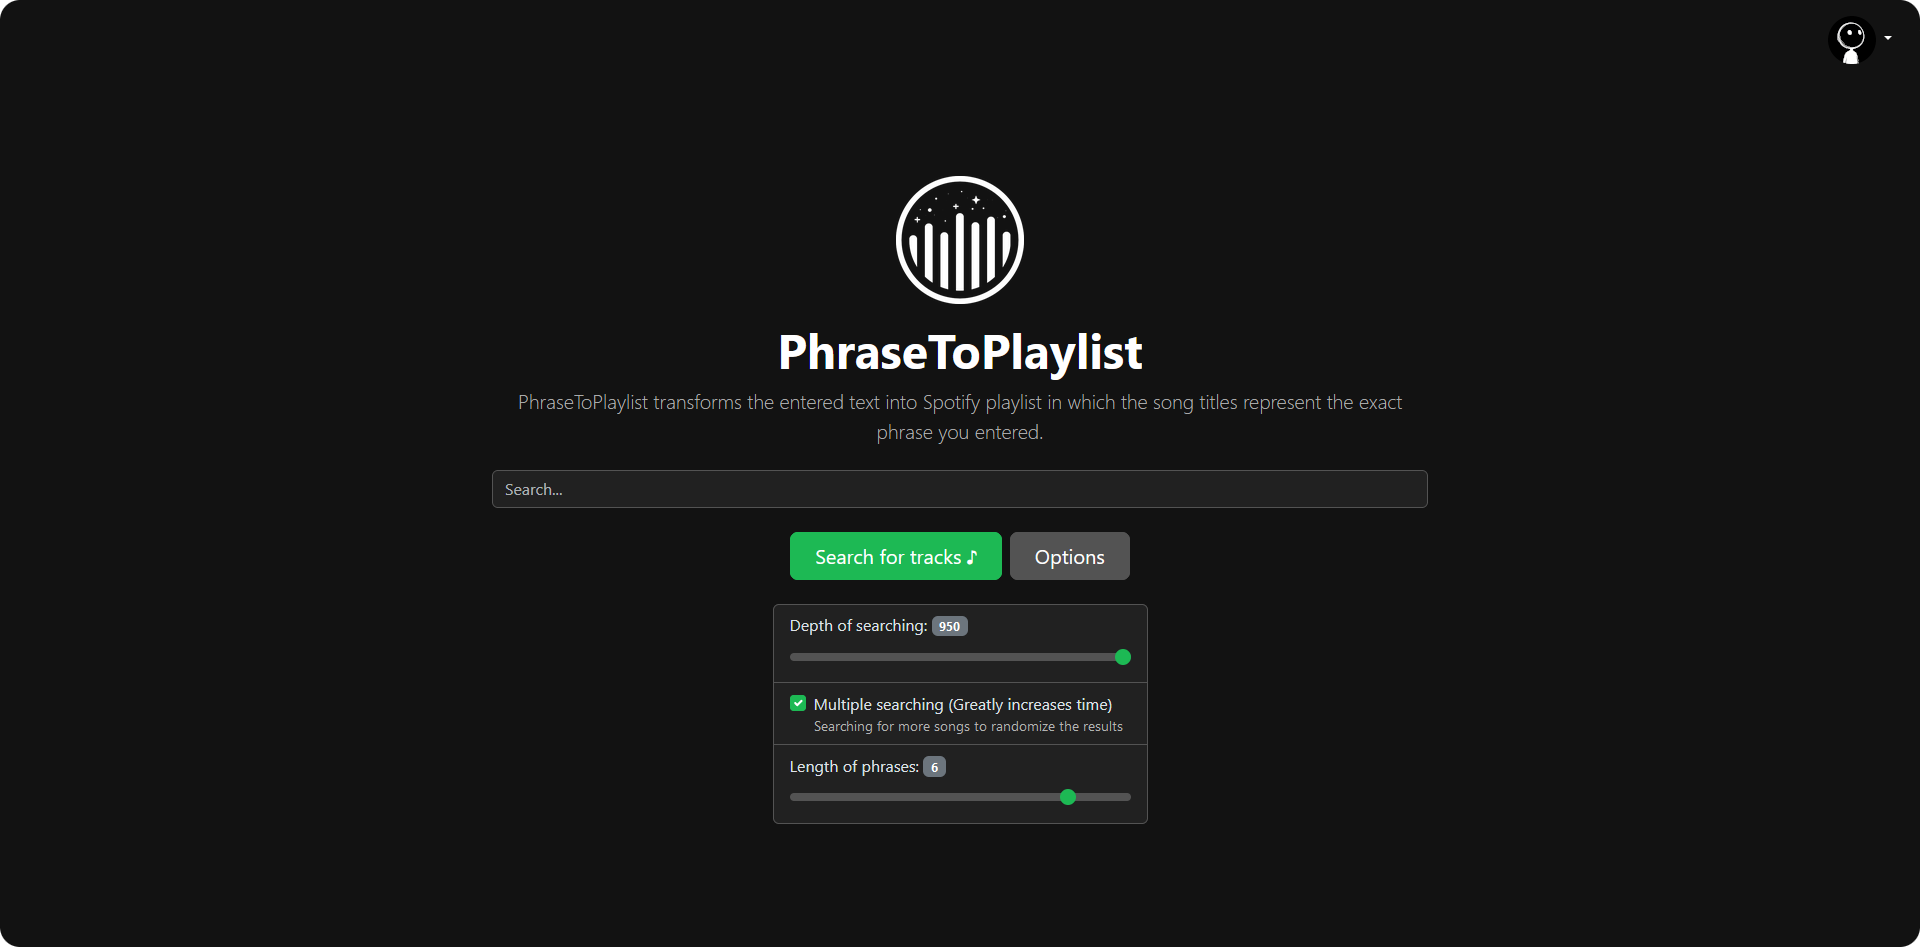 PhraseToPlaylist
PhraseToPlaylist transforms the entered text into Spotify playlist in which the song titles represent the exact
phrase you entered.
Search...
Search for tracks ♪ Options
Depth of searching: 950
Multiple searching (Greatly increases time)
Searching for more songs to randomize the results
Length of phrases: 6